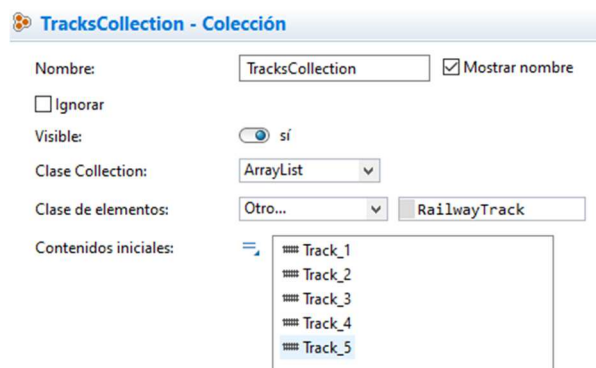 TracksCollection - Colección
Nombre: TracksCollection Mostrar nombre
Ignorar
Visible: sí
Clase Collection: ArrayList
Clase de elementos: Otro... RailwayTrack
Contenidos iniciales: Track_1
Track_2
Track_3
Track_4
Track_5